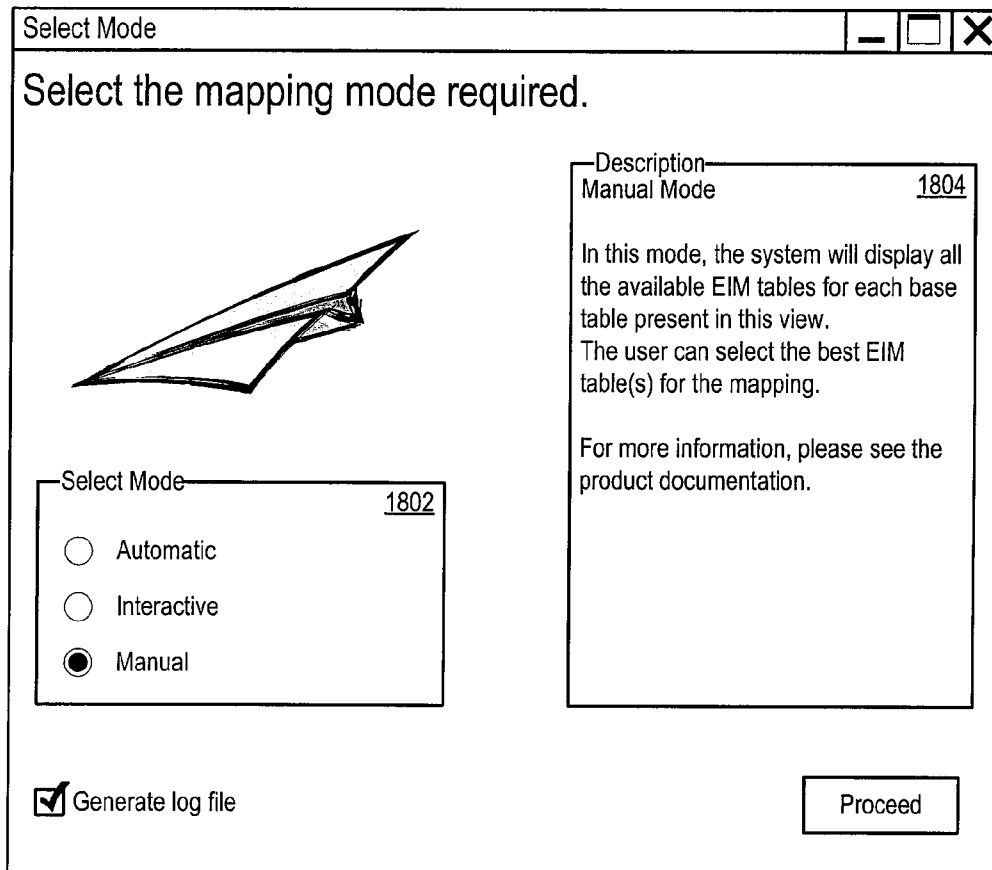 Select Mode
Select the mapping mode required.
Description
Manual Mode
1804
In this mode, the system will display all
the available EIM tables for each base
table present in this view.
The user can select the best EIM
table(s) for the mapping.
For more information, please see the
product documentation.
Select Mode
1802
Automatic
Interactive
Manual
Generate log file
Proceed